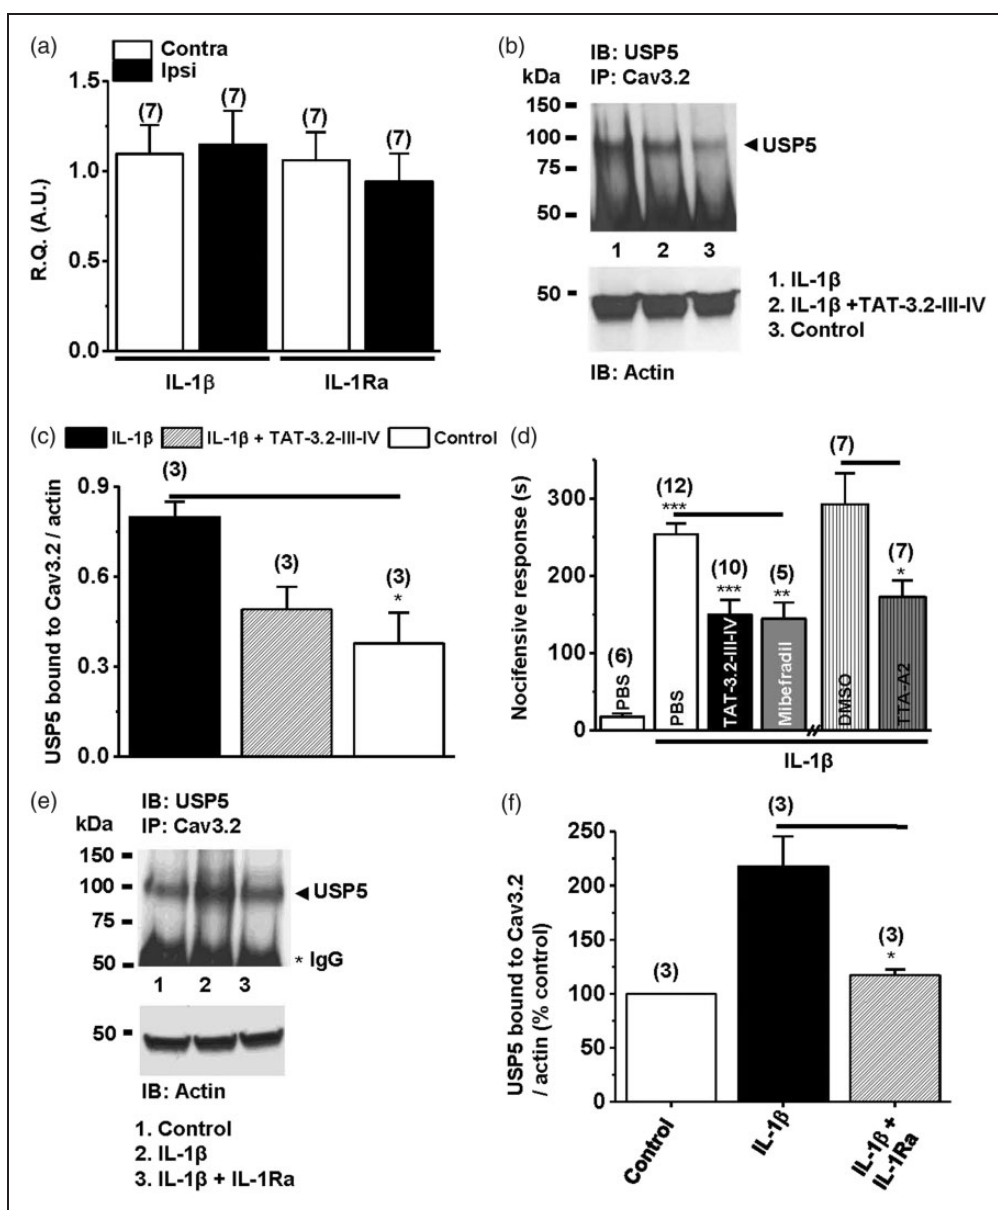 (a)
Contra
Ipsi
1.5
1.0
0.5
0.0
R.Q. (A.U.)
(7)
(7)
(7)
(7)
IL-1β
IL-1Ra
(b)
IB: USP5
IP: Cav3.2
kDa
150
100
75
50
USP5
1 2 3
50
1. IL-1β
2. IL-1β +TAT-3.2-III-IV
3. Control
IB: Actin
(c)
IL-1β
IL-1β + TAT-3.2-III-IV
Control
0.9
0.6
0.3
0.0
USP5 bound to Cav3.2 / actin
(3)
(3)
(3)
*
(d)
Nocifensive response (s)
300
150
0
(6)
PBS
(12)
***
PBS
(10)
***
TAT-3.2-III-IV
(5)
**
Mibefradil
(7)
DMSO
(7)
*
TTA-A2
IL-1β
(e)
IB: USP5
IP: Cav3.2
kDa
150
100
75
50
USP5
* IgG
1 2 3
50
IB: Actin
1. Control
2. IL-1β
3. IL-1β + IL-1Ra
(f)
USP5 bound to Cav3.2
/ actin (% control)
250
200
150
100
75
50
25
0
(3)
(3)
(3)
*
Control
IL-1β
IL-1β +
IL-1Ra